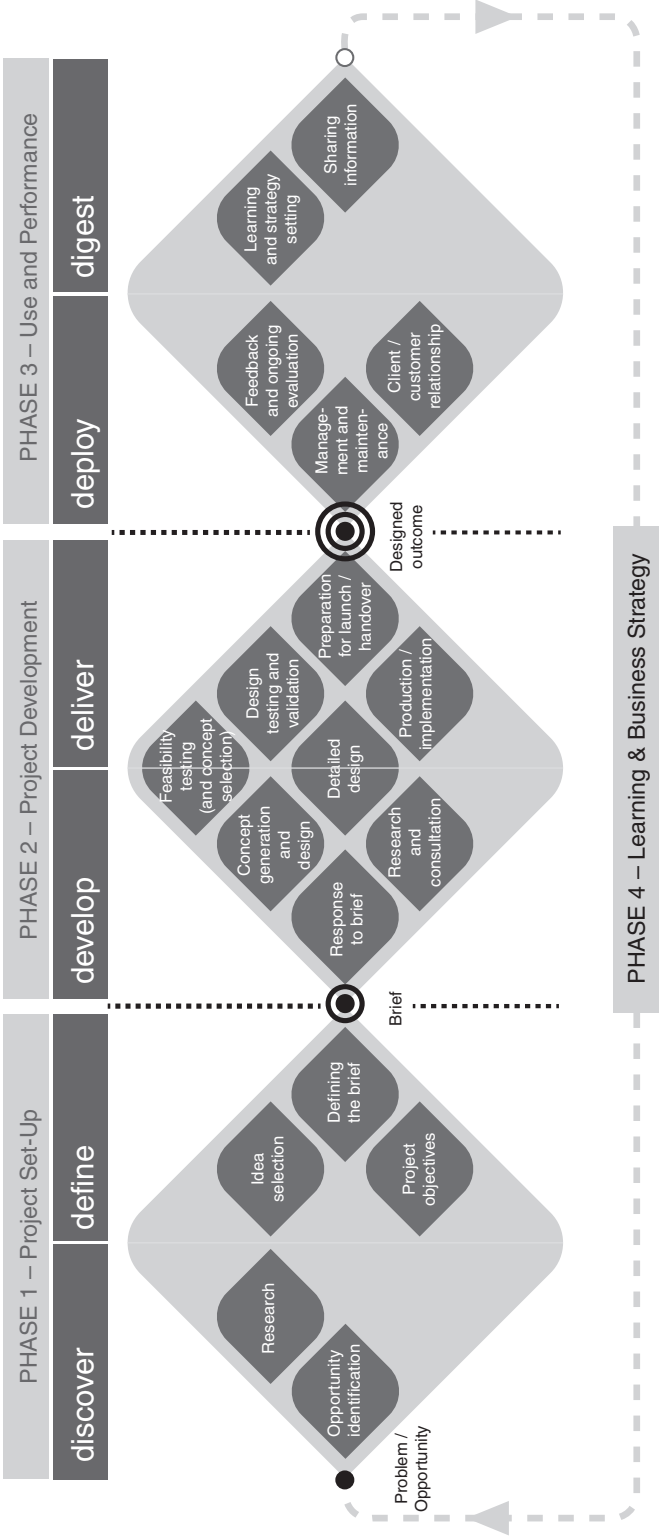 PHASE 1 – Project Set-Up
PHASE 2 – Project Development
PHASE 3 – Use and Performance
discover
define
develop
deliver
deploy
digest
Problem /
Opportunity
Opportunity
identification
Research
Idea
selection
Project
objectives
Defining
the brief
Brief
Response
to brief
Concept
generation
and
design
Research
and
consultation
Feasibility
testing
(and concept
selection)
Detailed
design
Design
testing and
validation
Production /
implementation
Preparation
for launch /
handover
Designed
outcome
Manage-
ment and
mainten-
ance
Feedback
and ongoing
evaluation
Client /
customer
relationship
Learning
and strategy
setting
Sharing
information
PHASE 4 – Learning & Business Strategy